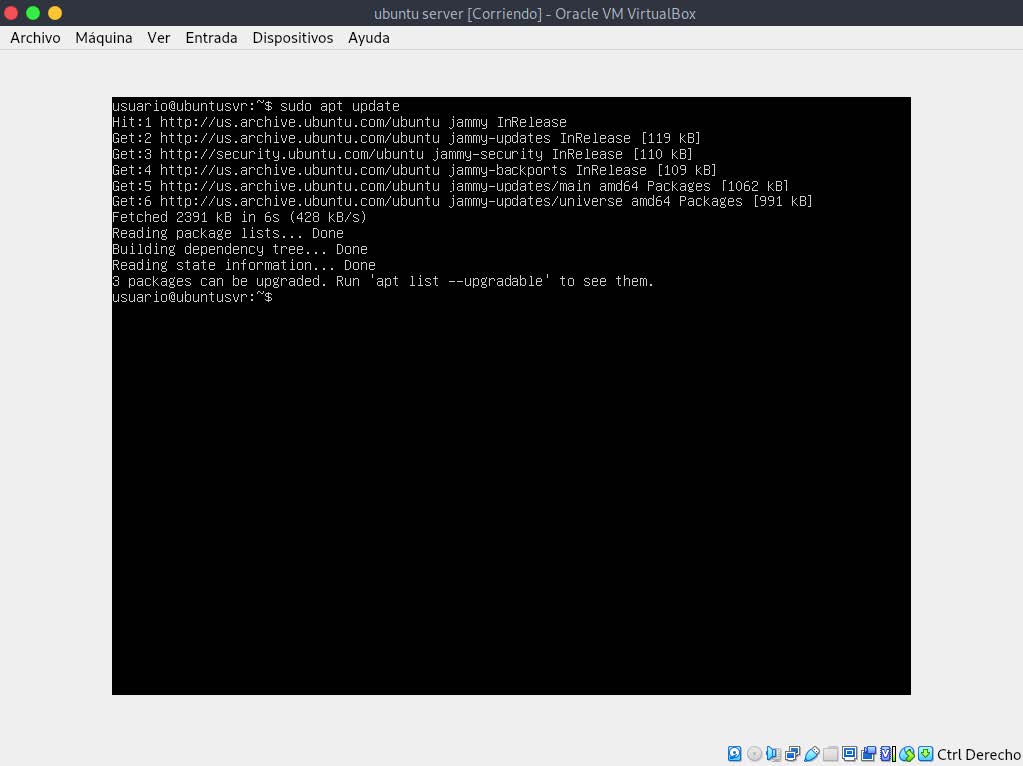 ubuntu server [Corriendo] - Oracle VM VirtualBox
Archivo Máquina Ver Entrada Dispositivos Ayuda
usuario@ubuntusvr:~$ sudo apt update
Hit:1 http://us.archive.ubuntu.com/ubuntu jammy InRelease
Get:2 http://us.archive.ubuntu.com/ubuntu jammy-updates InRelease [119 kB]
Get:3 http://security.ubuntu.com/ubuntu jammy-security InRelease [110 kB]
Get:4 http://us.archive.ubuntu.com/ubuntu jammy-backports InRelease [109 kB]
Get:5 http://us.archive.ubuntu.com/ubuntu jammy-updates/main amd64 Packages [1062 kB]
Get:6 http://us.archive.ubuntu.com/ubuntu jammy-updates/universe amd64 Packages [991 kB]
Fetched 2391 kB in 6s (428 kB/s)
Reading package lists... Done
Building dependency tree... Done
Reading state information... Done
3 packages can be upgraded. Run 'apt list --upgradable' to see them.
usuario@ubuntusvr:~$
Ctrl Derecho